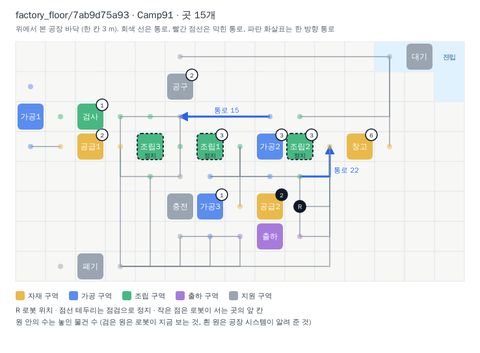 factory_floor/7ab9d75a93 · Camp91 · 곳 15개
위에서 본 공장 바닥 (한 칸 3 m). 회색 선은 통로, 빨간 점선은 막힌 통로, 파란 화살표는 한 방향 통로
대기
진입
공구
2
통로 15
가공1
검사
1
공급1
2
조립3
조립1
3
가공2
3
조립2
3
창고
6
통로 22
충전
가공3
1
공급2
2
R
출하
폐기
자재 구역
가공 구역
조립 구역
출하 구역
지원 구역
R 로봇 위치 · 점선 테두리는 점검으로 정지 · 작은 점은 로봇이 서는 곳의 앞 칸
원 안의 수는 놓인 물건 수 (검은 원은 로봇이 지금 보는 것, 흰 원은 공장 시스템이 알려 준 것)